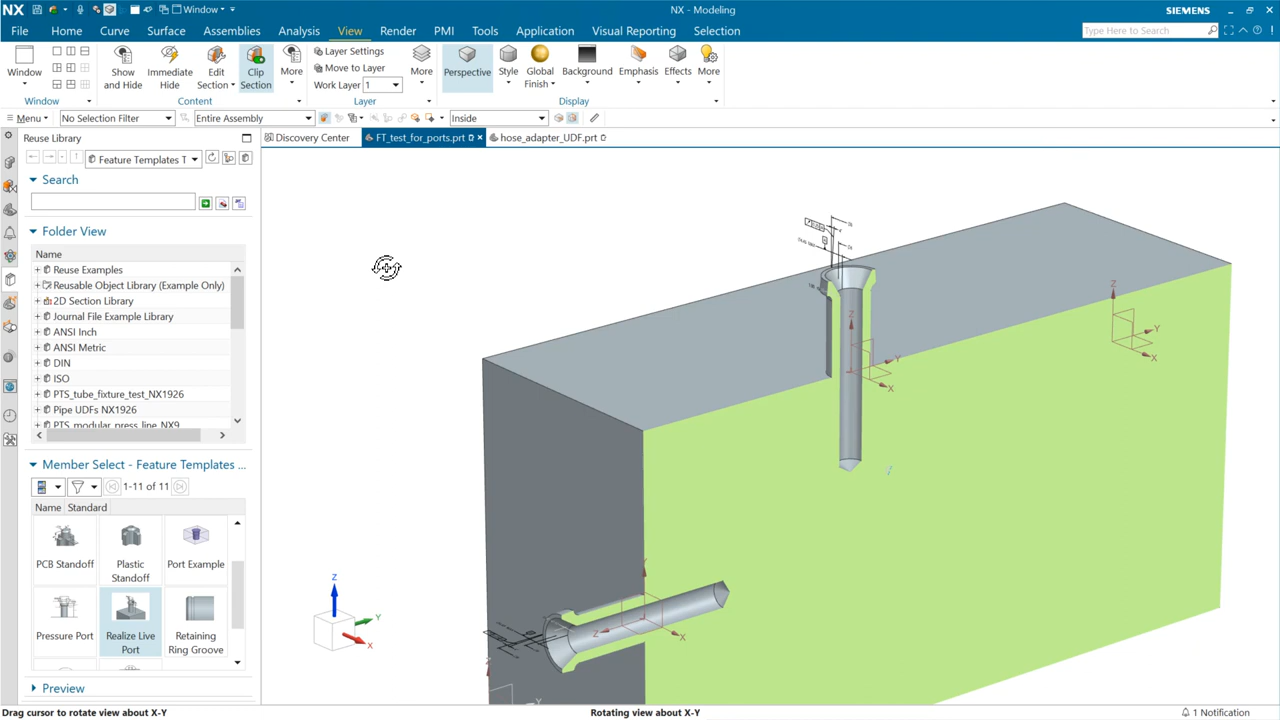 NX
Window
NX - Modeling
SIEMENS
File
Home
Curve
Surface
Assemblies
Analysis
View
Render
PMI
Tools
Application
Visual Reporting
Selection
Type Here to Search
Window
Show and Hide
Immediate Hide
Edit Section
Clip Section
More
Layer Settings
Move to Layer
Work Layer 1
More
Perspective
Style
Global Finish
Background
Emphasis
Effects
More
Window
Content
Layer
Display
Menu
No Selection Filter
Entire Assembly
Inside
Reuse Library
Discovery Center
FT_test_for_ports.prt
hose_adapter_UDF.prt
Feature Templates T
Search
Folder View
Name
Reuse Examples
Reusable Object Library (Example Only)
2D Section Library
Journal File Example Library
ANSI Inch
ANSI Metric
DIN
ISO
PTS_tube_fixture_test_NX1926
Pipe UDFs NX1926
PTS_modular_press_line_NX9
Member Select - Feature Templates ...
1-11 of 11
Name Standard
PCB Standoff
Plastic Standoff
Port Example
Pressure Port
Realize Live Port
Retaining Ring Groove
Preview
Z
Y
X
Z
Y
X
Z
Y
X
Z
X
Y
Drag cursor to rotate view about X-Y
Rotating view about X-Y
1 Notification